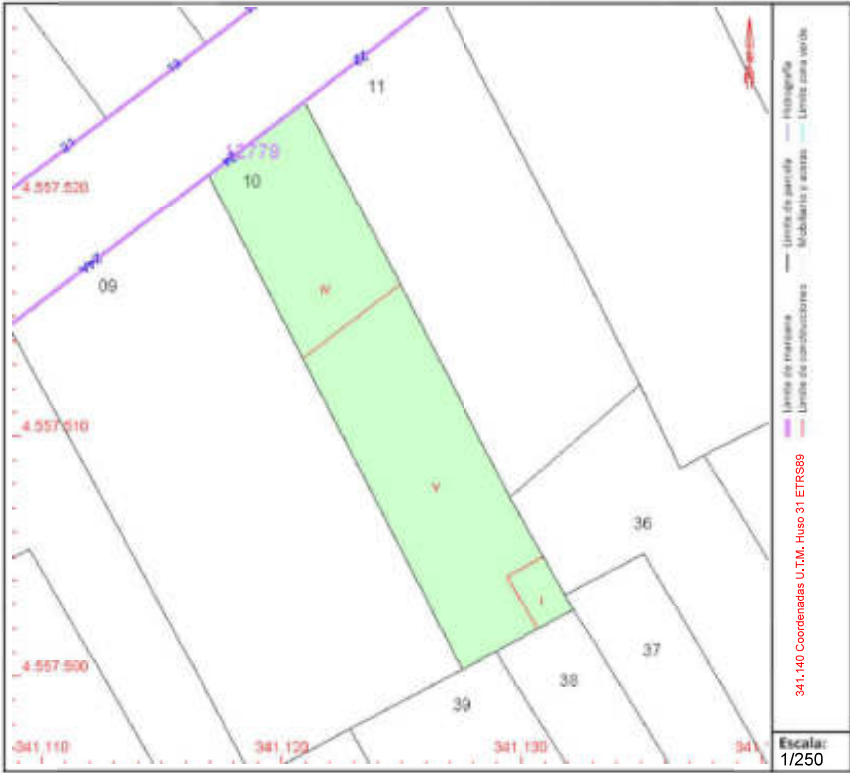 11
12779
4.557.520
10
09
IV
4.557.510
V
36
I
4.557.500
37
38
39
341.110
341.120
341.130
Hidrografía
Límite zona verde
Límite de parcela
Mobiliario y aceras
Límite de manzana
Límite de construcciones
341.140 Coordenadas U.T.M. Huso 31 ETRS89
Escala:
1/250